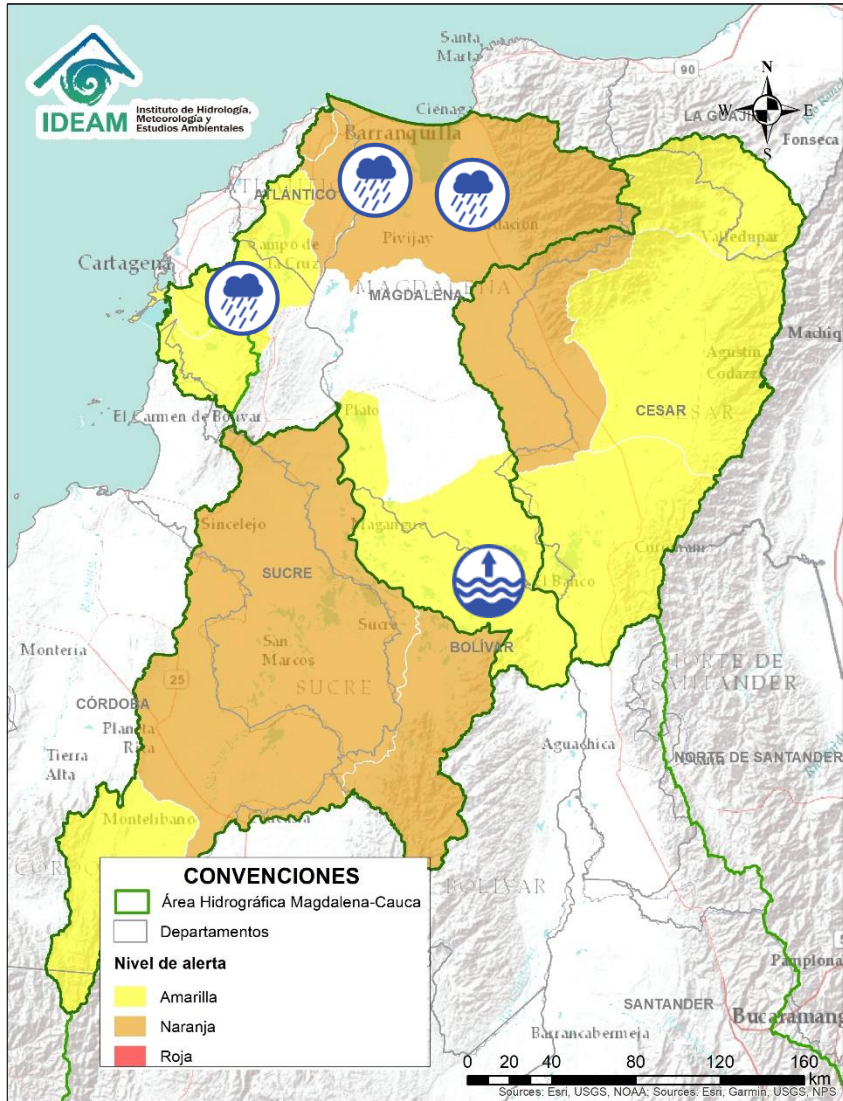 IDEAM
Instituto de Hidrología,
Meteorología y
Estudios Ambientales
Santa
Marta
90
N
E
S
LA GUAJIRA
Fonseca
Ciénaga
Barranquilla
ATLÁNTICO
Campo de
la Cruz
Pivijay
Valledupar
Cartagena
MAGDALENA
MAGDALENA
Agustín
Codazzi
CESAR
CESAR
El Carmen de Bolívar
Plato
Sincelejo
Magangué
SUCRE
El Banco
Sucre
BOLÍVAR
Montería
San
Marcos
SUCRE
25
CÓRDOBA
Planeta
Rica
Tierra
Alta
Aguachica
NORTE DE
SANTANDER
NORTE DE SANTANDER
Montelíbano
BOLÍVAR
CONVENCIONES
Área Hidrográfica Magdalena-Cauca
Departamentos
Nivel de alerta
Amarilla
Naranja
Roja
Pamplona
SANTANDER
Bucaramang
Barrancabermeja
0 20 40 80 120 160
km
Sources: Esri, USGS, NOAA; Sources: Esri, Garmin, USGS, NPS